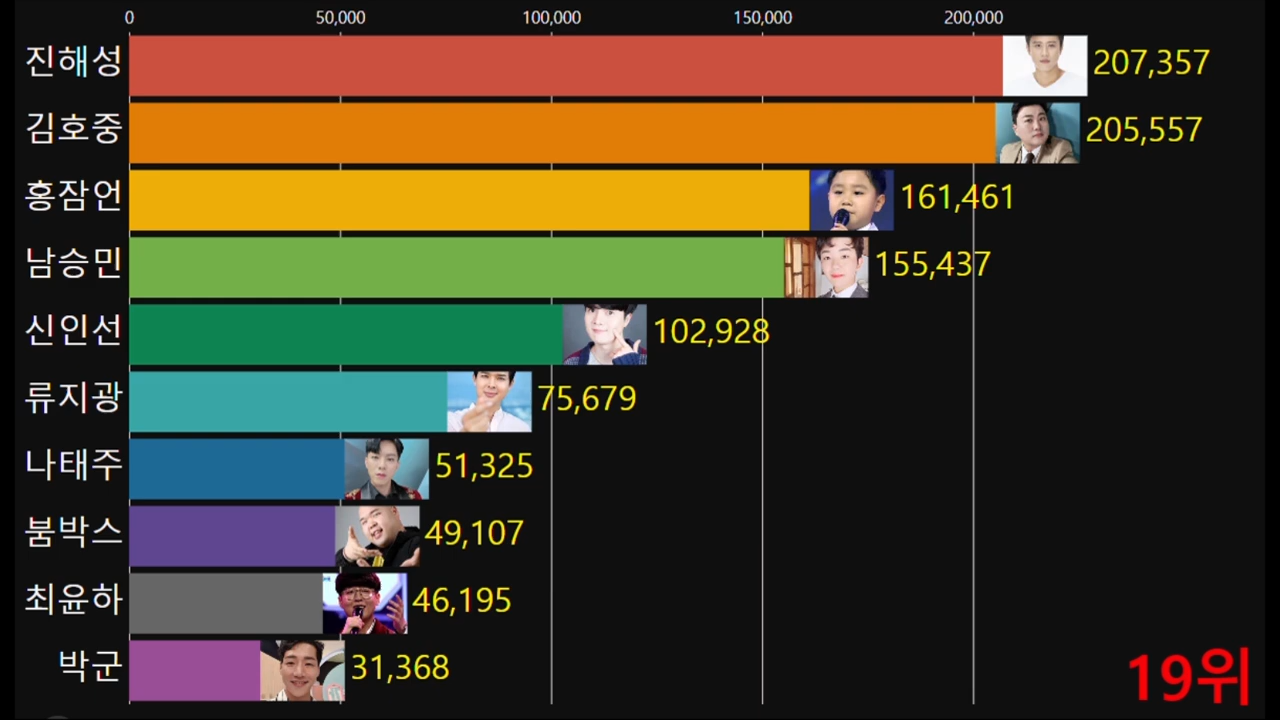 0 50,000 100,000 150,000 200,000
진해성 207,357
김호중 205,557
홍잠언 161,461
남승민 155,437
신인선 102,928
류지광 75,679
나태주 51,325
붐박스 49,107
최윤하 46,195
박군 31,368
19위